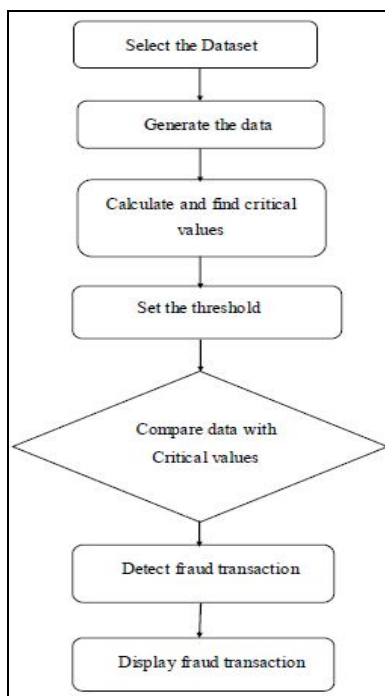 Select the Dataset
Generate the data
Calculate and find critical
values
Set the threshold
Compare data with
Critical values
Detect fraud transaction
Display fraud transaction